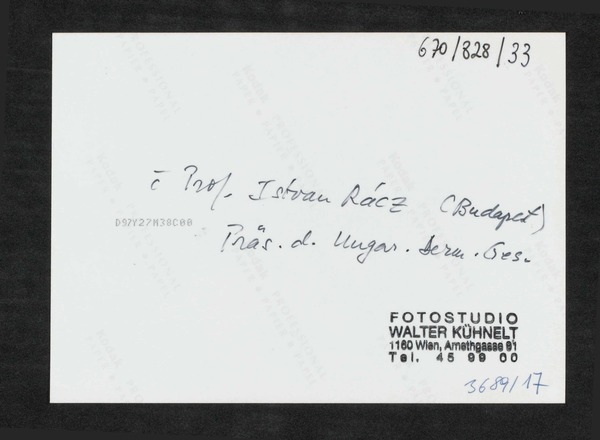 670/828/33
c̄ Prof. Istvan Rácz (Budapest)
D97Y27N30C00
Präs. d. Ungar. Derm. Ges.
FOTOSTUDIO
WALTER KÜHNELT
1160 Wien, Arnethgasse 91
Tel. 45 99 00
3689/17